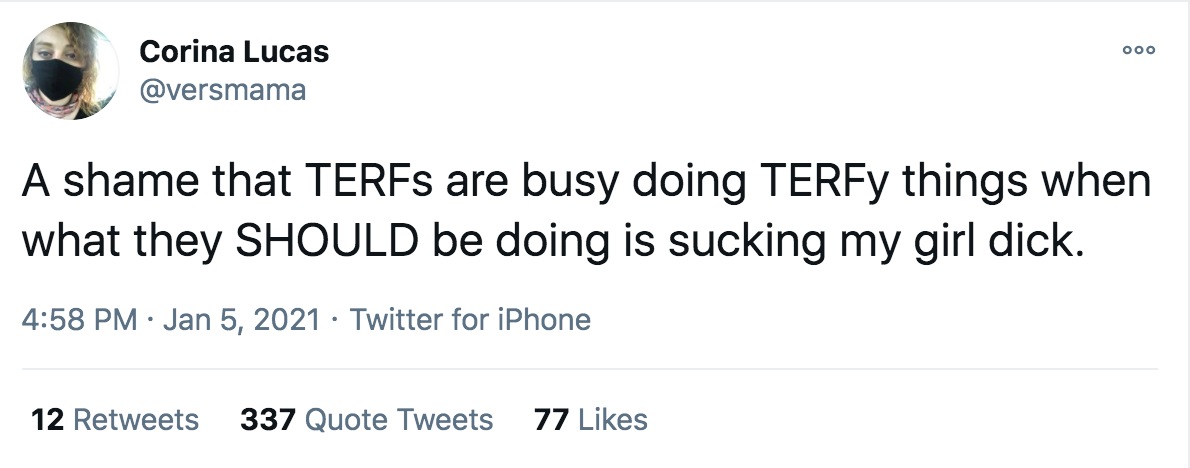 Corina Lucas
@versmama
A shame that TERFs are busy doing TERFy things when
what they SHOULD be doing is sucking my girl dick.
4:58 PM · Jan 5, 2021 · Twitter for iPhone
12 Retweets 337 Quote Tweets 77 Likes